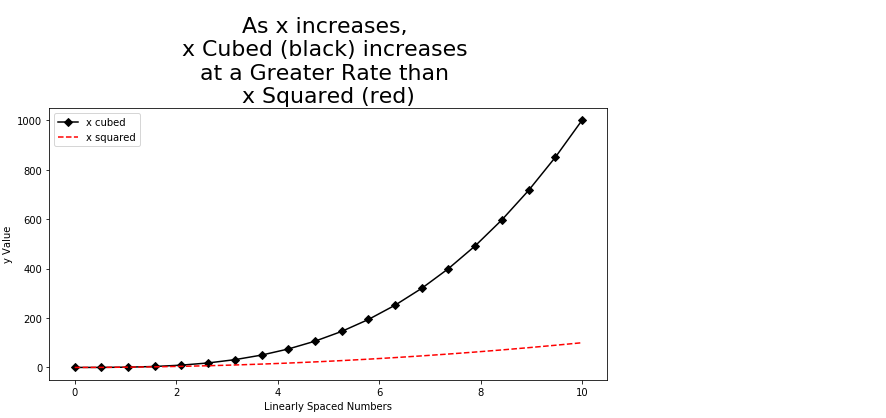 As x increases,
x Cubed (black) increases
at a Greater Rate than
x Squared (red)
x cubed
x squared
1000
800
600
400
200
0
y Value
0 2 4 6 8 10
Linearly Spaced Numbers